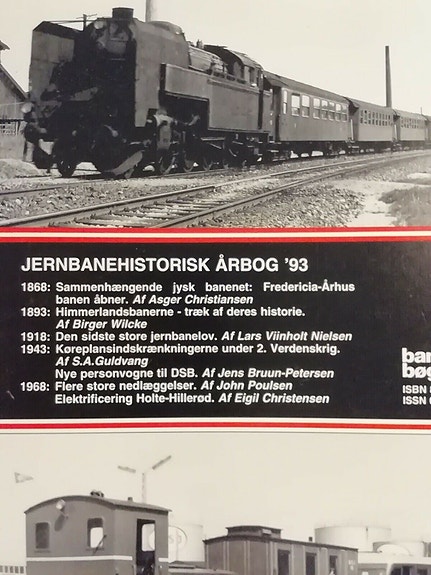 JERNBANEHISTORISK ÅRBOG '93
1868: Sammenhængende jysk banenet: Fredericia-Århus
banen åbner. Af Asger Christiansen
1893: Himmerlandsbanerne - træk af deres historie.
Af Birger Wilcke
1918: Den sidste store jernbanelov. Af Lars Viinholt Nielsen
1943: Køreplansindskrænkningerne under 2. Verdenskrig.
Af S.A.Guldvang
Nye personvogne til DSB. Af Jens Bruun-Petersen
1968: Flere store nedlæggelser. Af John Poulsen
Elektrificering Holte-Hillerød. Af Eigil Christensen
ban
bøg
ISBN 8
ISSN